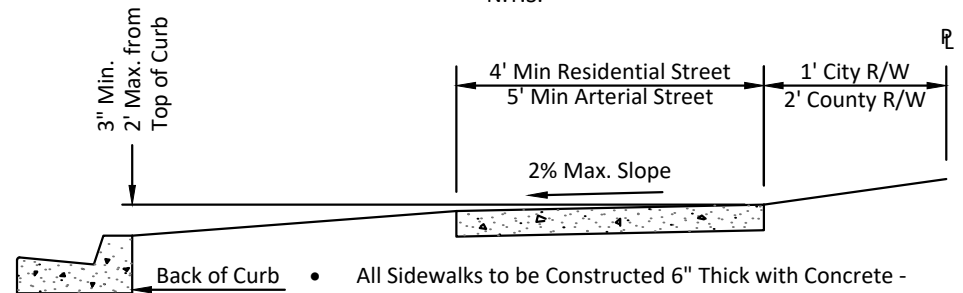 N.T.S.
℄
3" Min.
2' Max. from
Top of Curb
4' Min Residential Street
5' Min Arterial Street
1' City R/W
2' County R/W
2% Max. Slope
Back of Curb
• All Sidewalks to be Constructed 6" Thick with Concrete -